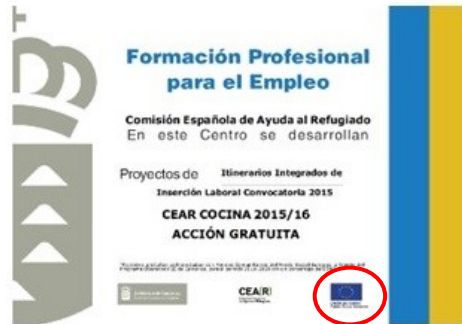 Formación Profesional
para el Empleo
Comisión Española de Ayuda al Refugiado
En este Centro se desarrollan
Proyectos de Itinerarios Integrados de
Inserción Laboral Convocatoria 2015
CEAR COCINA 2015/16
ACCIÓN GRATUITA
CEAR